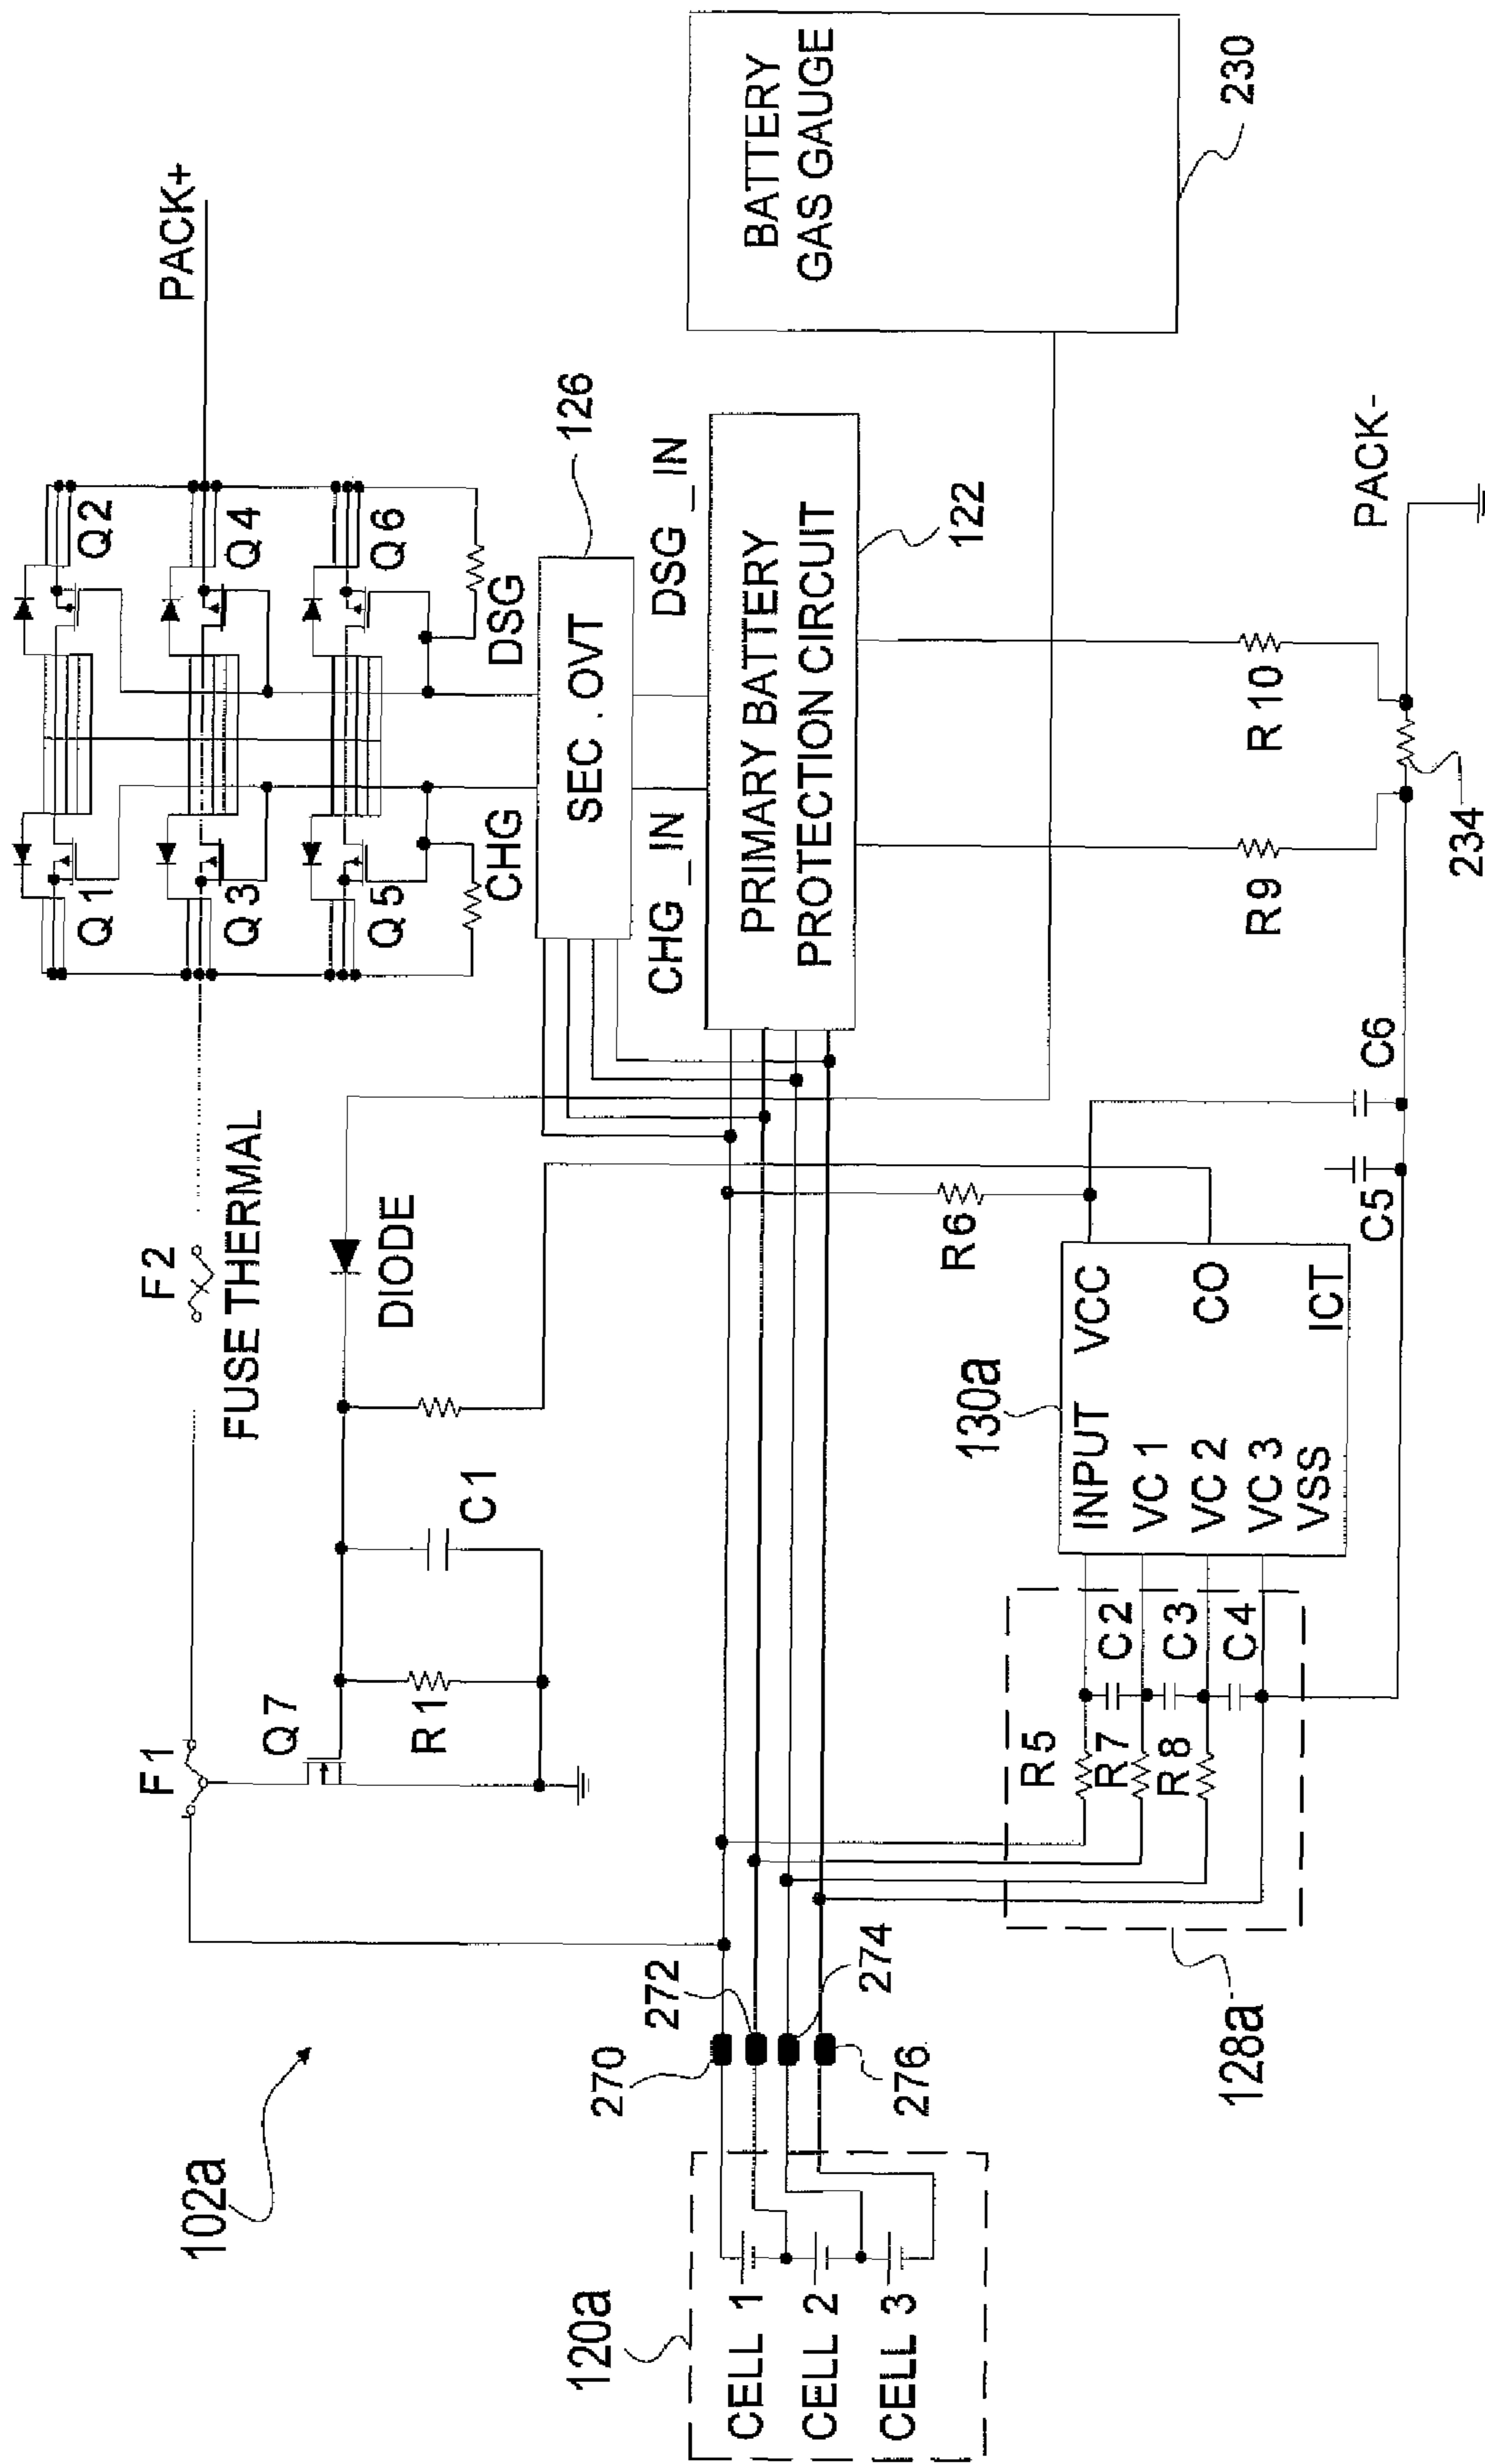 102a
F1
F2
FUSE THERMAL
PACK+
Q1
Q2
Q3
Q4
Q5
Q6
Q7
R1
C1
DIODE
CHG
DSG
SEC. OVT
126
CHG_IN
DSG_IN
PRIMARY BATTERY
PROTECTION CIRCUIT
122
BATTERY
GAS GAUGE
230
120a
CELL 1
CELL 2
CELL 3
270
272
274
276
128a
R5
R7
R8
C2
C3
C4
130a
INPUT
VCC
VC1
VC2
CO
VC3
VSS
ICT
R6
C5
C6
R9
R10
234
PACK-